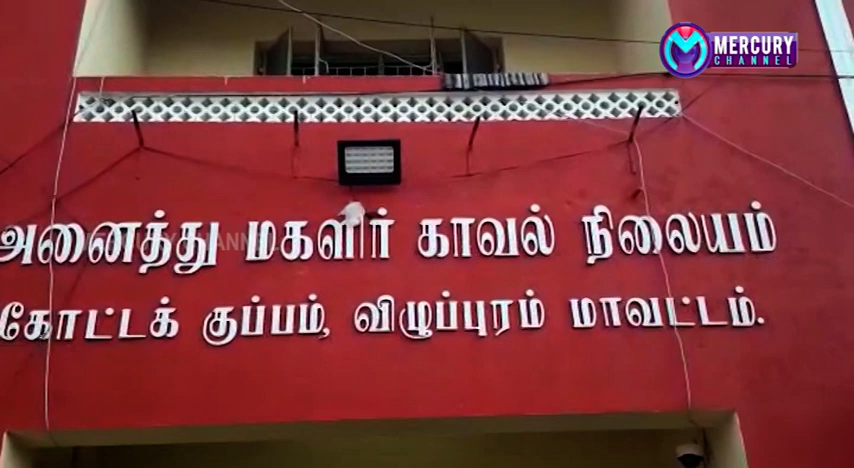 MERCURY
CHANNEL
அனைத்து மகளிர் காவல் நிலையம்
கோட்டக் குப்பம், விழுப்புரம் மாவட்டம்.